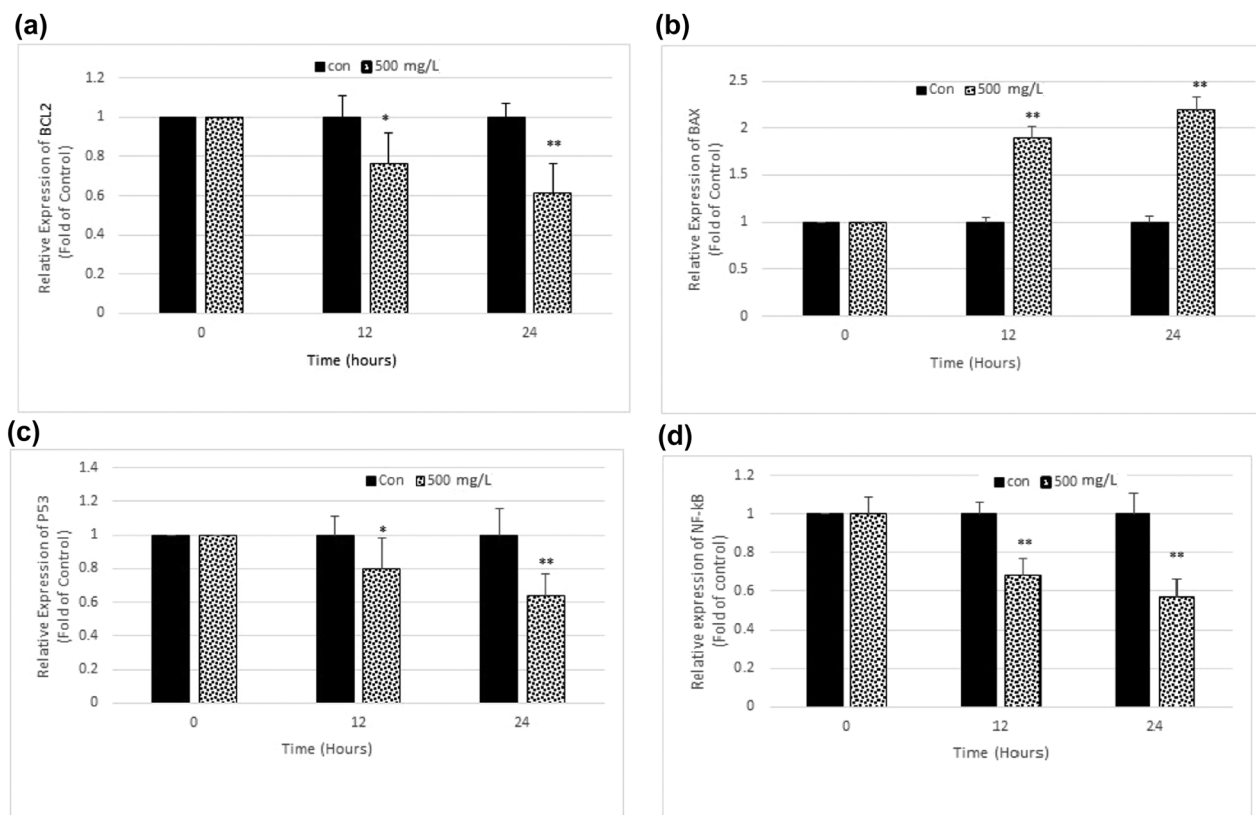 (a)
con 500 mg/L
1.2
1
0.8
0.6
0.4
0.2
0
Relative Expression of BCL2
(Fold of Control)
*
**
0 12 24
Time (hours)
(b)
Con 500 mg/L
2.5
2
1.5
1
0.5
0
Relative Expression of BAX
(Fold of Control)
**
**
0 12 24
Time (Hours)
(c)
Con 500 mg/L
1.4
1.2
1
0.8
0.6
0.4
0.2
0
Relative Expression of P53
(Fold of Control)
*
**
0 12 24
Time (Hours)
(d)
con 500 mg/L
1.2
1
0.8
0.6
0.4
0.2
0
Relative expression of NF-kB
(Fold of control)
**
**
0 12 24
Time (Hours)